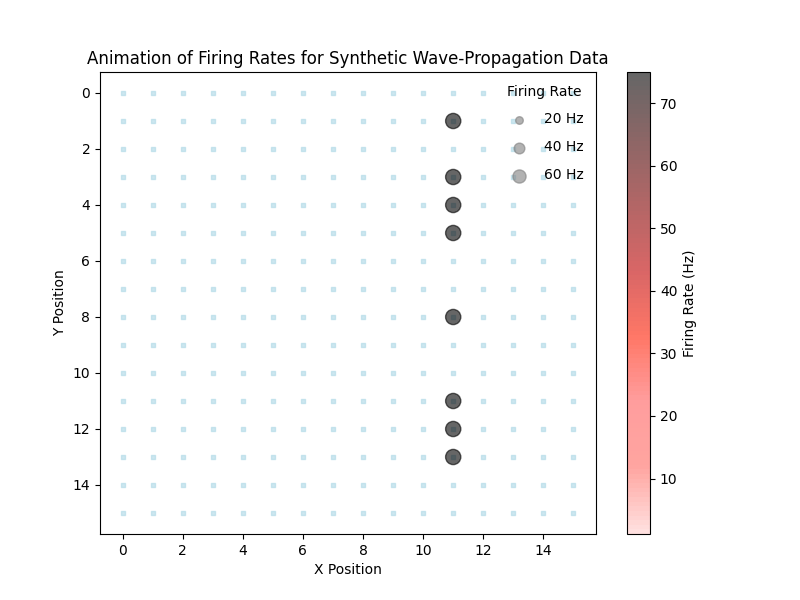 Animation of Firing Rates for Synthetic Wave-Propagation Data
Firing Rate
20 Hz
40 Hz
60 Hz
0
2
4
6
8
10
12
14
Y Position
0 2 4 6 8 10 12 14
X Position
70
60
50
40
30
20
10
Firing Rate (Hz)